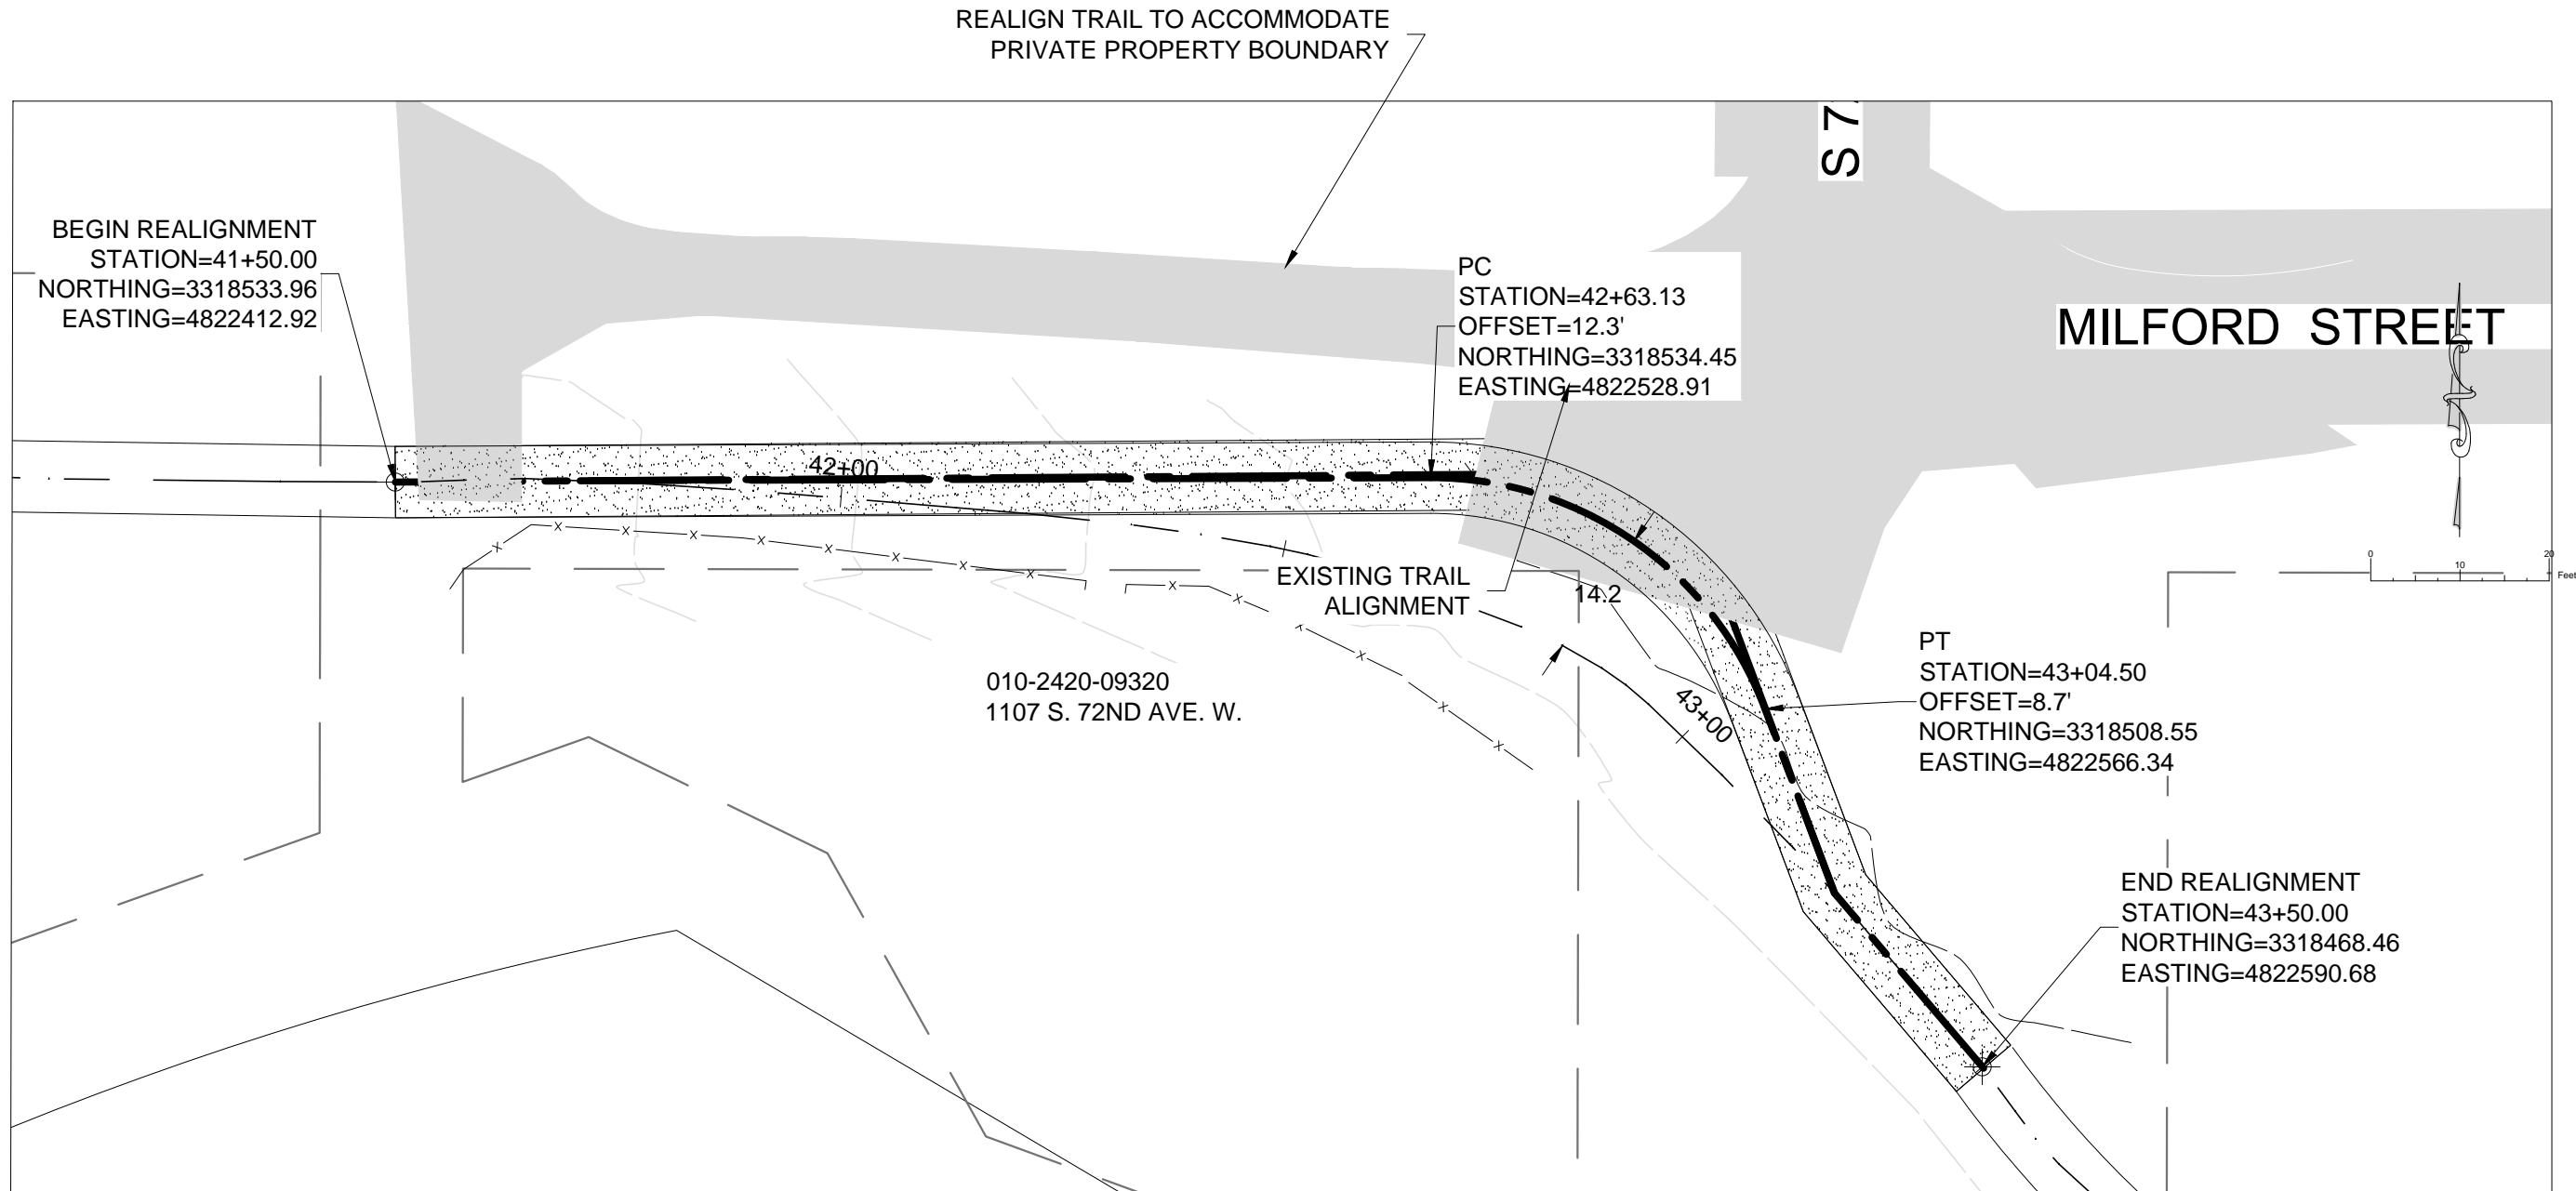 REALIGN TRAIL TO ACCOMMODATE
PRIVATE PROPERTY BOUNDARY
S 7
BEGIN REALIGNMENT
STATION=41+50.00
NORTHING=3318533.96
EASTING=4822412.92
PC
STATION=42+63.13
OFFSET=12.3'
NORTHING=3318534.45
EASTING=4822528.91
MILFORD STREET
42+00
0
10
20
Feet
EXISTING TRAIL
ALIGNMENT
14.2
43+00
010-2420-09320
1107 S. 72ND AVE. W.
PT
STATION=43+04.50
OFFSET=8.7'
NORTHING=3318508.55
EASTING=4822566.34
END REALIGNMENT
STATION=43+50.00
NORTHING=3318468.46
EASTING=4822590.68